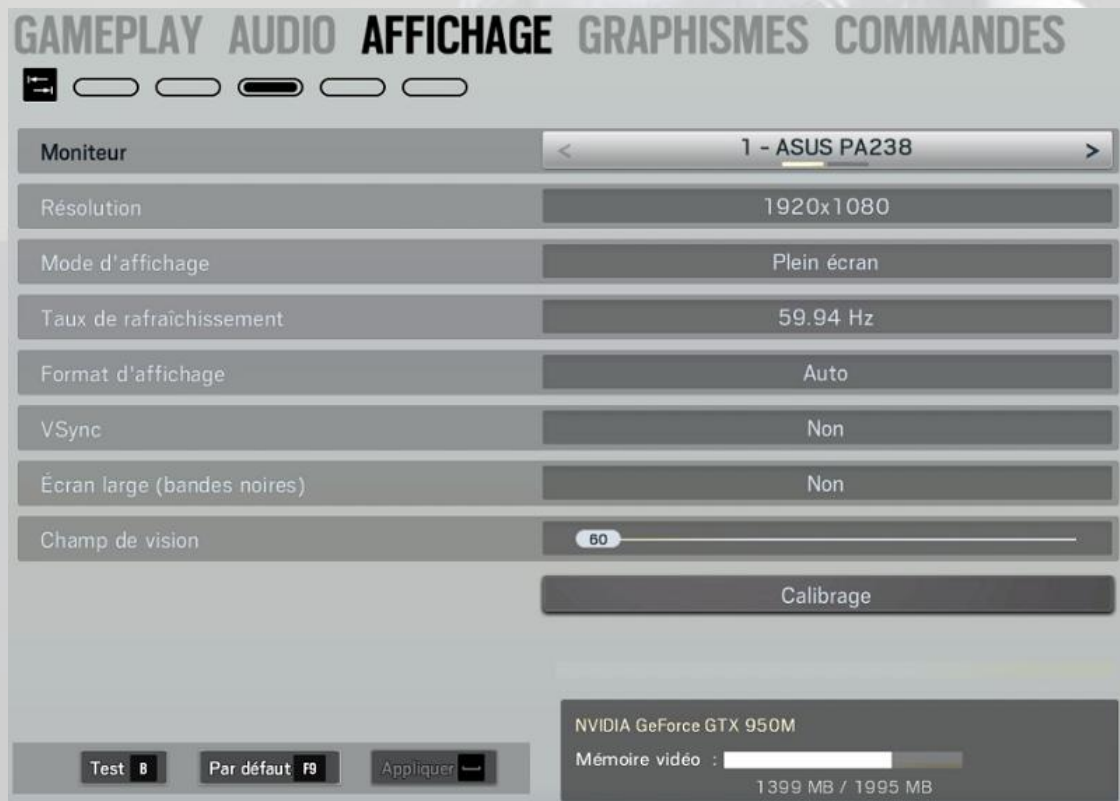 GAMEPLAY AUDIO AFFICHAGE GRAPHISMES COMMANDES
Moniteur < 1 - ASUS PA238 >
Résolution 1920x1080
Mode d'affichage Plein écran
Taux de rafraîchissement 59.94 Hz
Format d'affichage Auto
VSync Non
Écran large (bandes noires) Non
Champ de vision 60
Calibrage
NVIDIA GeForce GTX 950M
Mémoire vidéo :
1399 MB / 1995 MB
Test B Par défaut F9 Appliquer